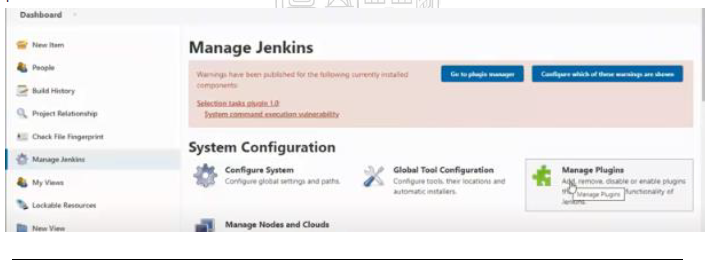 Dashboard
New Item
People
Build History
Project Relationship
Check File Fingerprint
Manage Jenkins
My Views
Lockable Resources
New View
Manage Jenkins
Warnings have been published for the following currently installed
components:
Go to plugin manager
Configure which of these warnings are shown
Selection tasks plugin 1.0
System command execution vulnerability
System Configuration
Configure System
Configure global settings and paths.
Global Tool Configuration
Configure tools, their locations and
automatic installers.
Manage Plugins
Add, remove, disable or enable plugins
functionality of
Jenkins.
Manage Plugins
Manage Nodes and Clouds